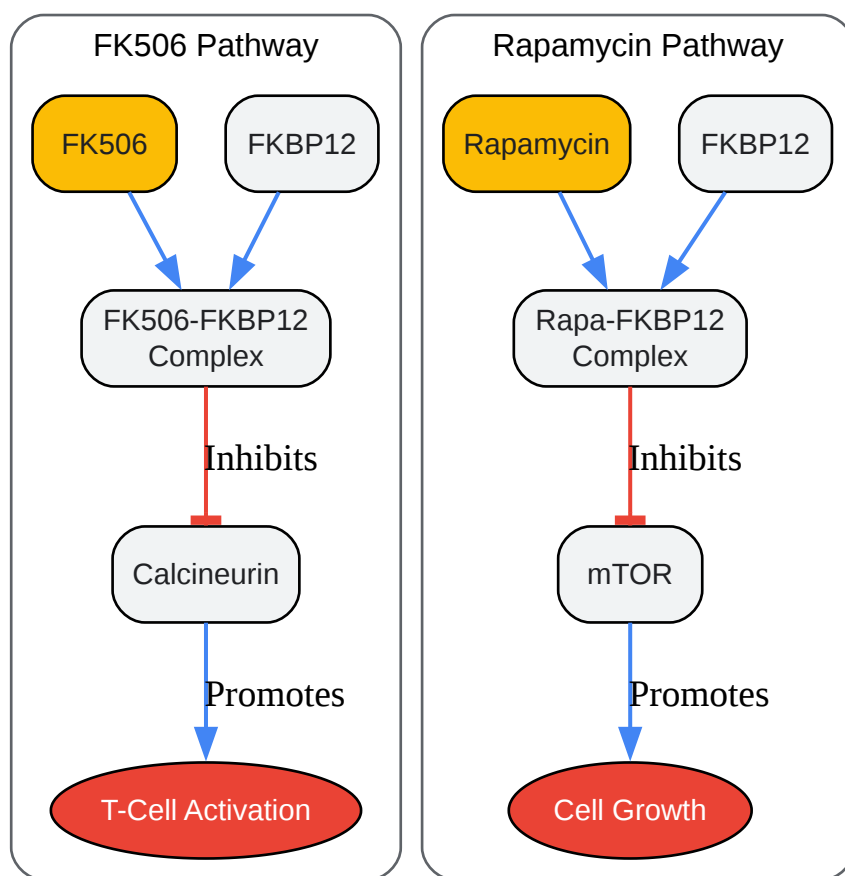 FK506 Pathway
FK506
FKBP12
FK506-FKBP12
Complex
Inhibits
Calcineurin
Promotes
T-Cell Activation
Rapamycin Pathway
Rapamycin
FKBP12
Rapa-FKBP12
Complex
Inhibits
mTOR
Promotes
Cell Growth